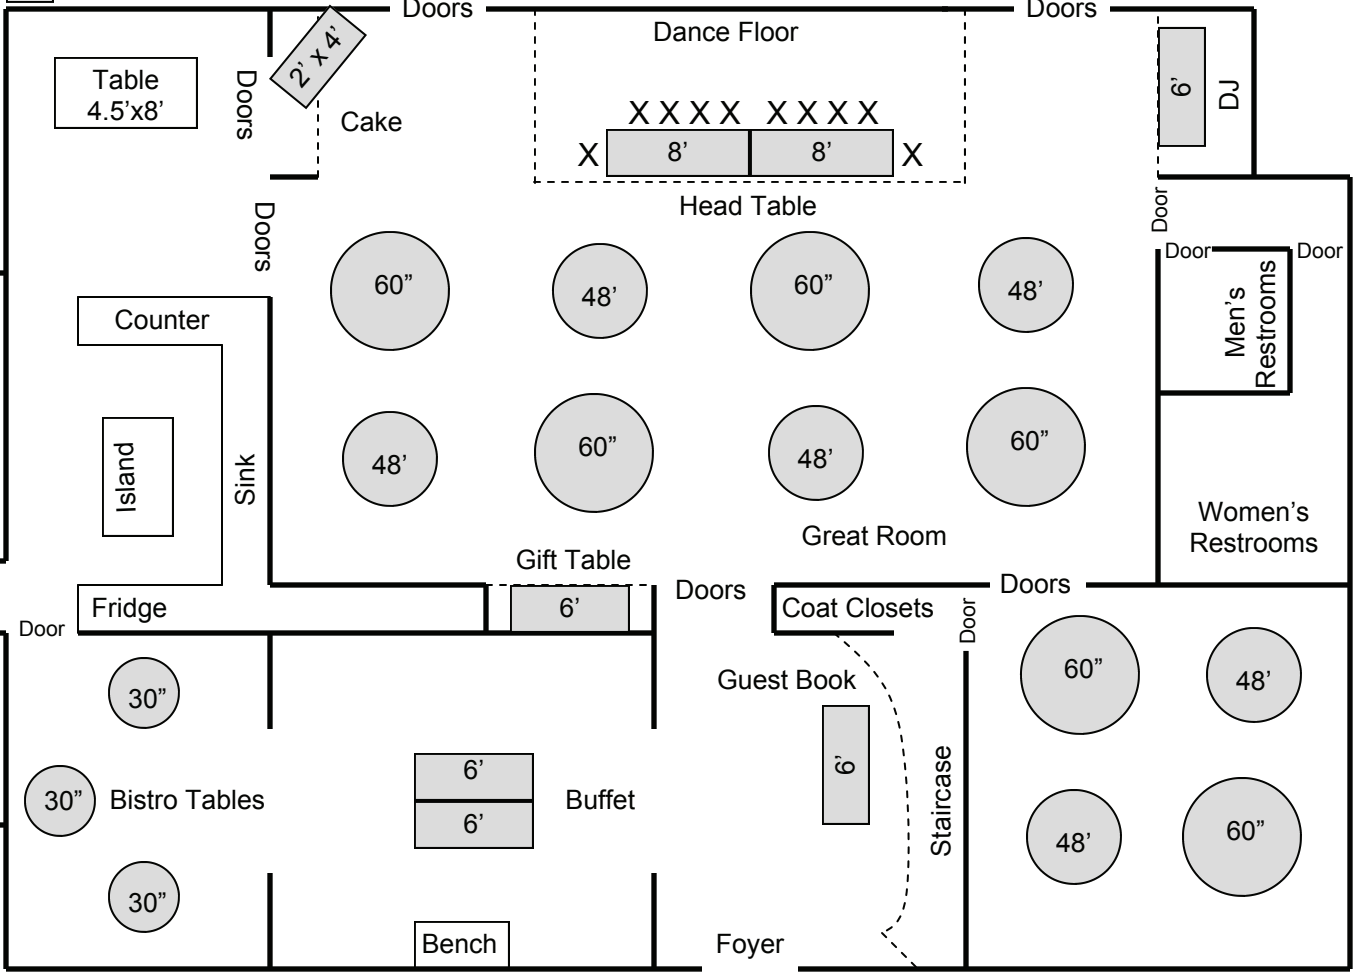 Doors
Doors
Dance Floor
Table
4.5’x8’
Doors
2’ x 4’
Cake
X X X X X X X X
X
8’
8’
X
6’
DJ
Head Table
Doors
Door
Door
Door
60”
48’
60”
48’
Men’s
Restrooms
Counter
Island
Sink
48’
60”
48’
60”
Women’s
Restrooms
Great Room
Gift Table
6’
Doors
Doors
Fridge
Coat Closets
Door
Door
30”
30”
Bistro Tables
30”
6’
6’
Buffet
Bench
Guest Book
6’
Staircase
Foyer
60”
48’
48’
60”